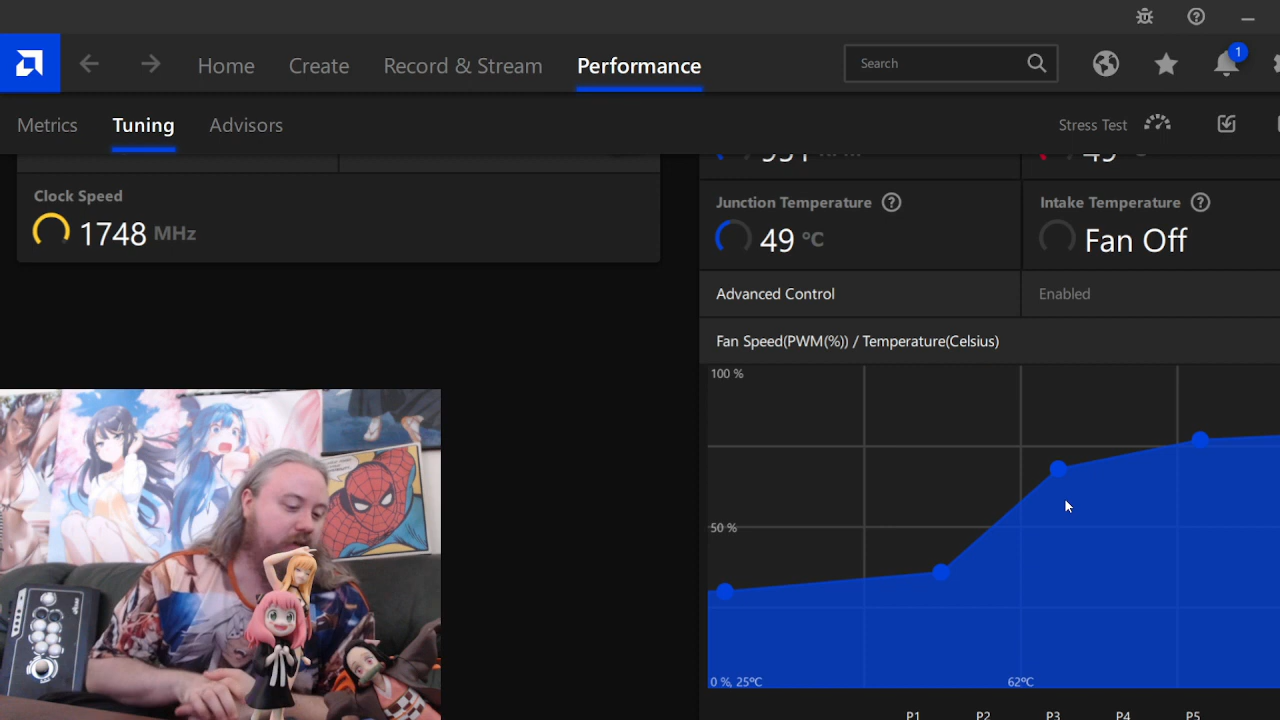 1
Home
Create
Record & Stream
Performance
Search
Metrics
Tuning
Advisors
Stress Test
Clock Speed
1748 MHz
Junction Temperature ?
49 °C
Intake Temperature ?
Fan Off
Advanced Control
Enabled
Fan Speed(PWM(%)) / Temperature(Celsius)
100 %
50 %
0 %, 25°C
62°C
P1
P2
P3
P4
P5